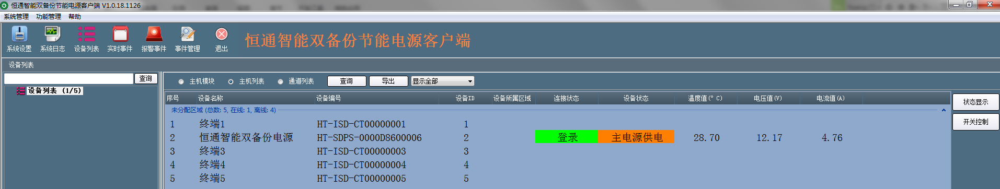 恒通智能双备份节能电源客户端 V1.0.18.1126
系统管理 功能管理 帮助
系统设置 系统日志 设备列表 实时事件 报警事件 事件管理 退出
恒通智能双备份节能电源客户端
设备列表
查询
设备列表 (1/5)
主机模块 主机列表 通道列表 查询 导出 显示全部
序号 设备名称 设备编号 设备ID 设备所属区域 连接状态 设备状态 温度值(°C) 电压值(V) 电流值(A)
未分配区域 (总数: 5, 在线: 1, 离线: 4)
1 终端1 HT-ISD-CT00000001 1
2 恒通智能双备份电源 HT-SDPS-0000D8600006 2 登录 主电源供电 28.70 12.17 4.76
3 终端3 HT-ISD-CT00000003 3
4 终端4 HT-ISD-CT00000004 4
5 终端5 HT-ISD-CT00000005 5
状态显示
开关控制